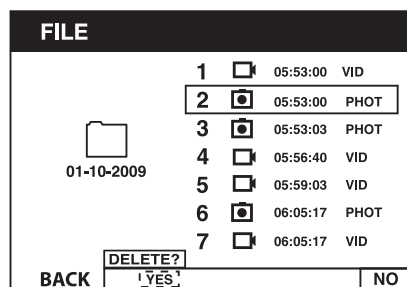 FILE
1 05:53:00 VID
2 05:53:00 PHOT
3 05:53:03 PHOT
01-10-2009
4 05:56:40 VID
5 05:59:03 VID
6 06:05:17 PHOT
7 06:05:17 VID
DELETE?
BACK YES NO